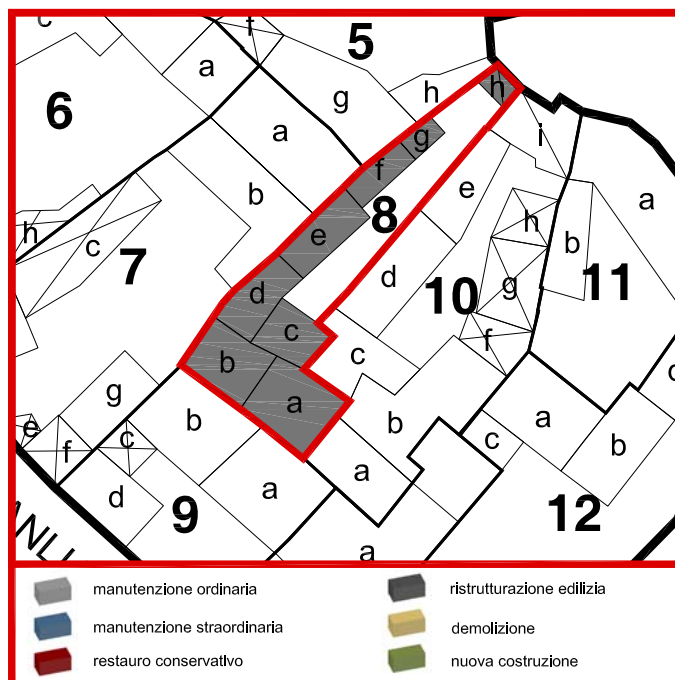 c f 5
a g h h
6 a g i
f
b 8 e a
h c 7 e h b 11
d d 10 g
c c f
b
g a b a c
e f c b c b
d 9 a a 12
ANLI a
manutenzione ordinaria ristrutturazione edilizia
manutenzione straordinaria demolizione
restauro conservativo nuova costruzione